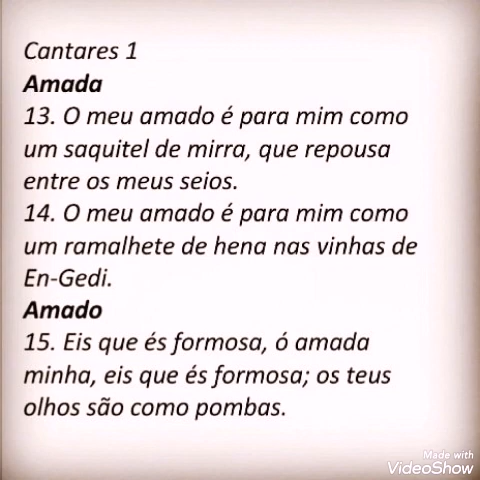 Cantares 1
Amada
13. O meu amado é para mim como
um saquitel de mirra, que repousa
entre os meus seios.
14. O meu amado é para mim como
um ramalhete de hena nas vinhas de
En-Gedi.
Amado
15. Eis que és formosa, ó amada
minha, eis que és formosa; os teus
olhos são como pombas.
Made with
VideoShow